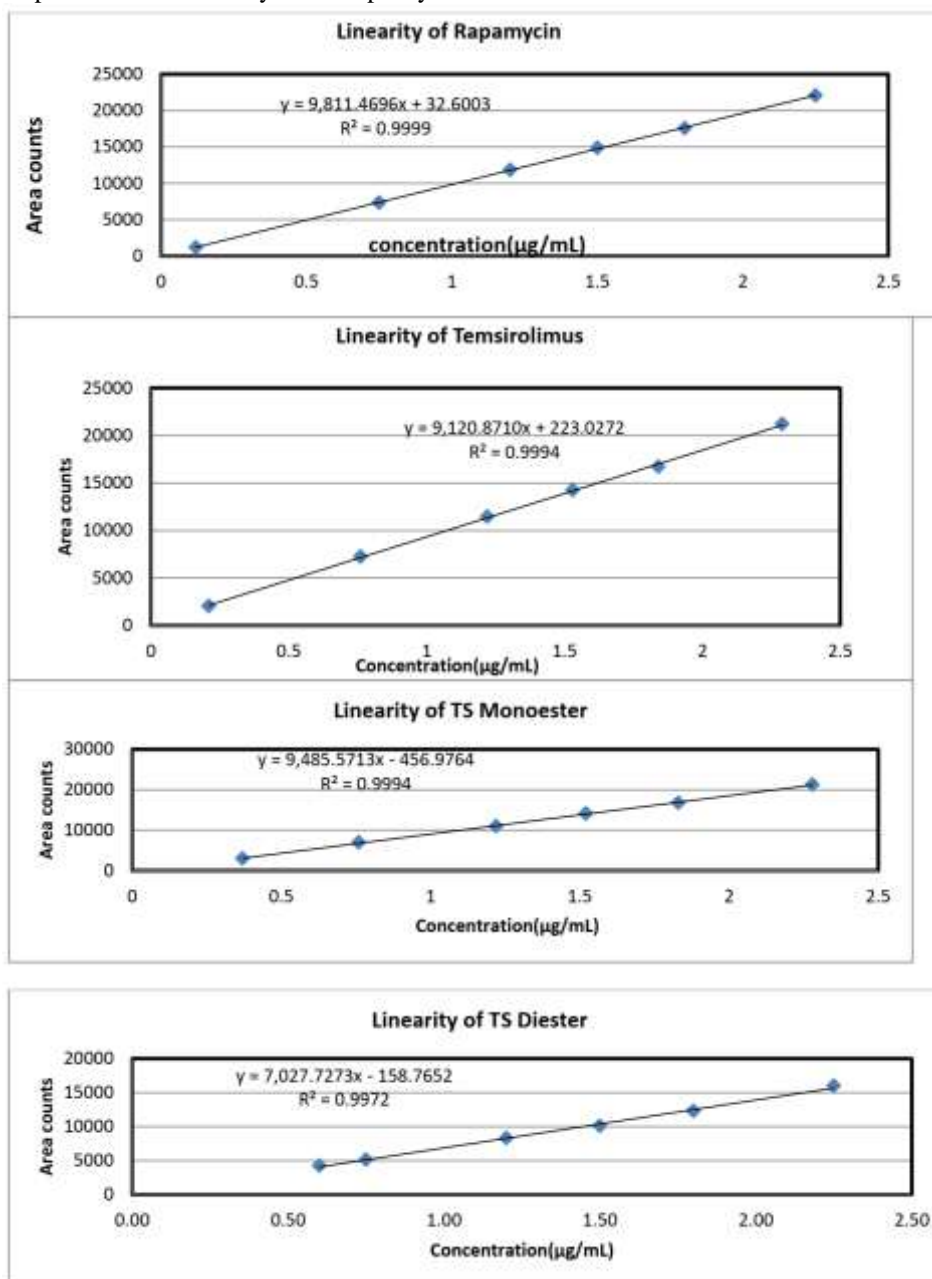 Linearity of Rapamycin
25000
20000
15000
10000
5000
0
y = 9,811.4696x + 32.6003
R² = 0.9999
Area counts
concentration(µg/mL)
0 0.5 1 1.5 2 2.5
Linearity of Temsirolimus
25000
20000
15000
10000
5000
0
y = 9,120.8710x + 223.0272
R² = 0.9994
Area counts
0 0.5 1 1.5 2 2.5
Concentration(µg/mL)
Linearity of TS Monoester
30000
20000
10000
0
y = 9,485.5713x - 456.9764
R² = 0.9994
Area counts
0 0.5 1 1.5 2 2.5
Concentration(µg/mL)
Linearity of TS Diester
20000
15000
10000
5000
0
y = 7,027.7273x - 158.7652
R² = 0.9972
Area counts
0.00 0.50 1.00 1.50 2.00 2.50
Concentration(µg/mL)